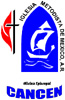 IGLESIA METODISTA DE MEXICO, A.R
Misión Episcopal
CANCEN